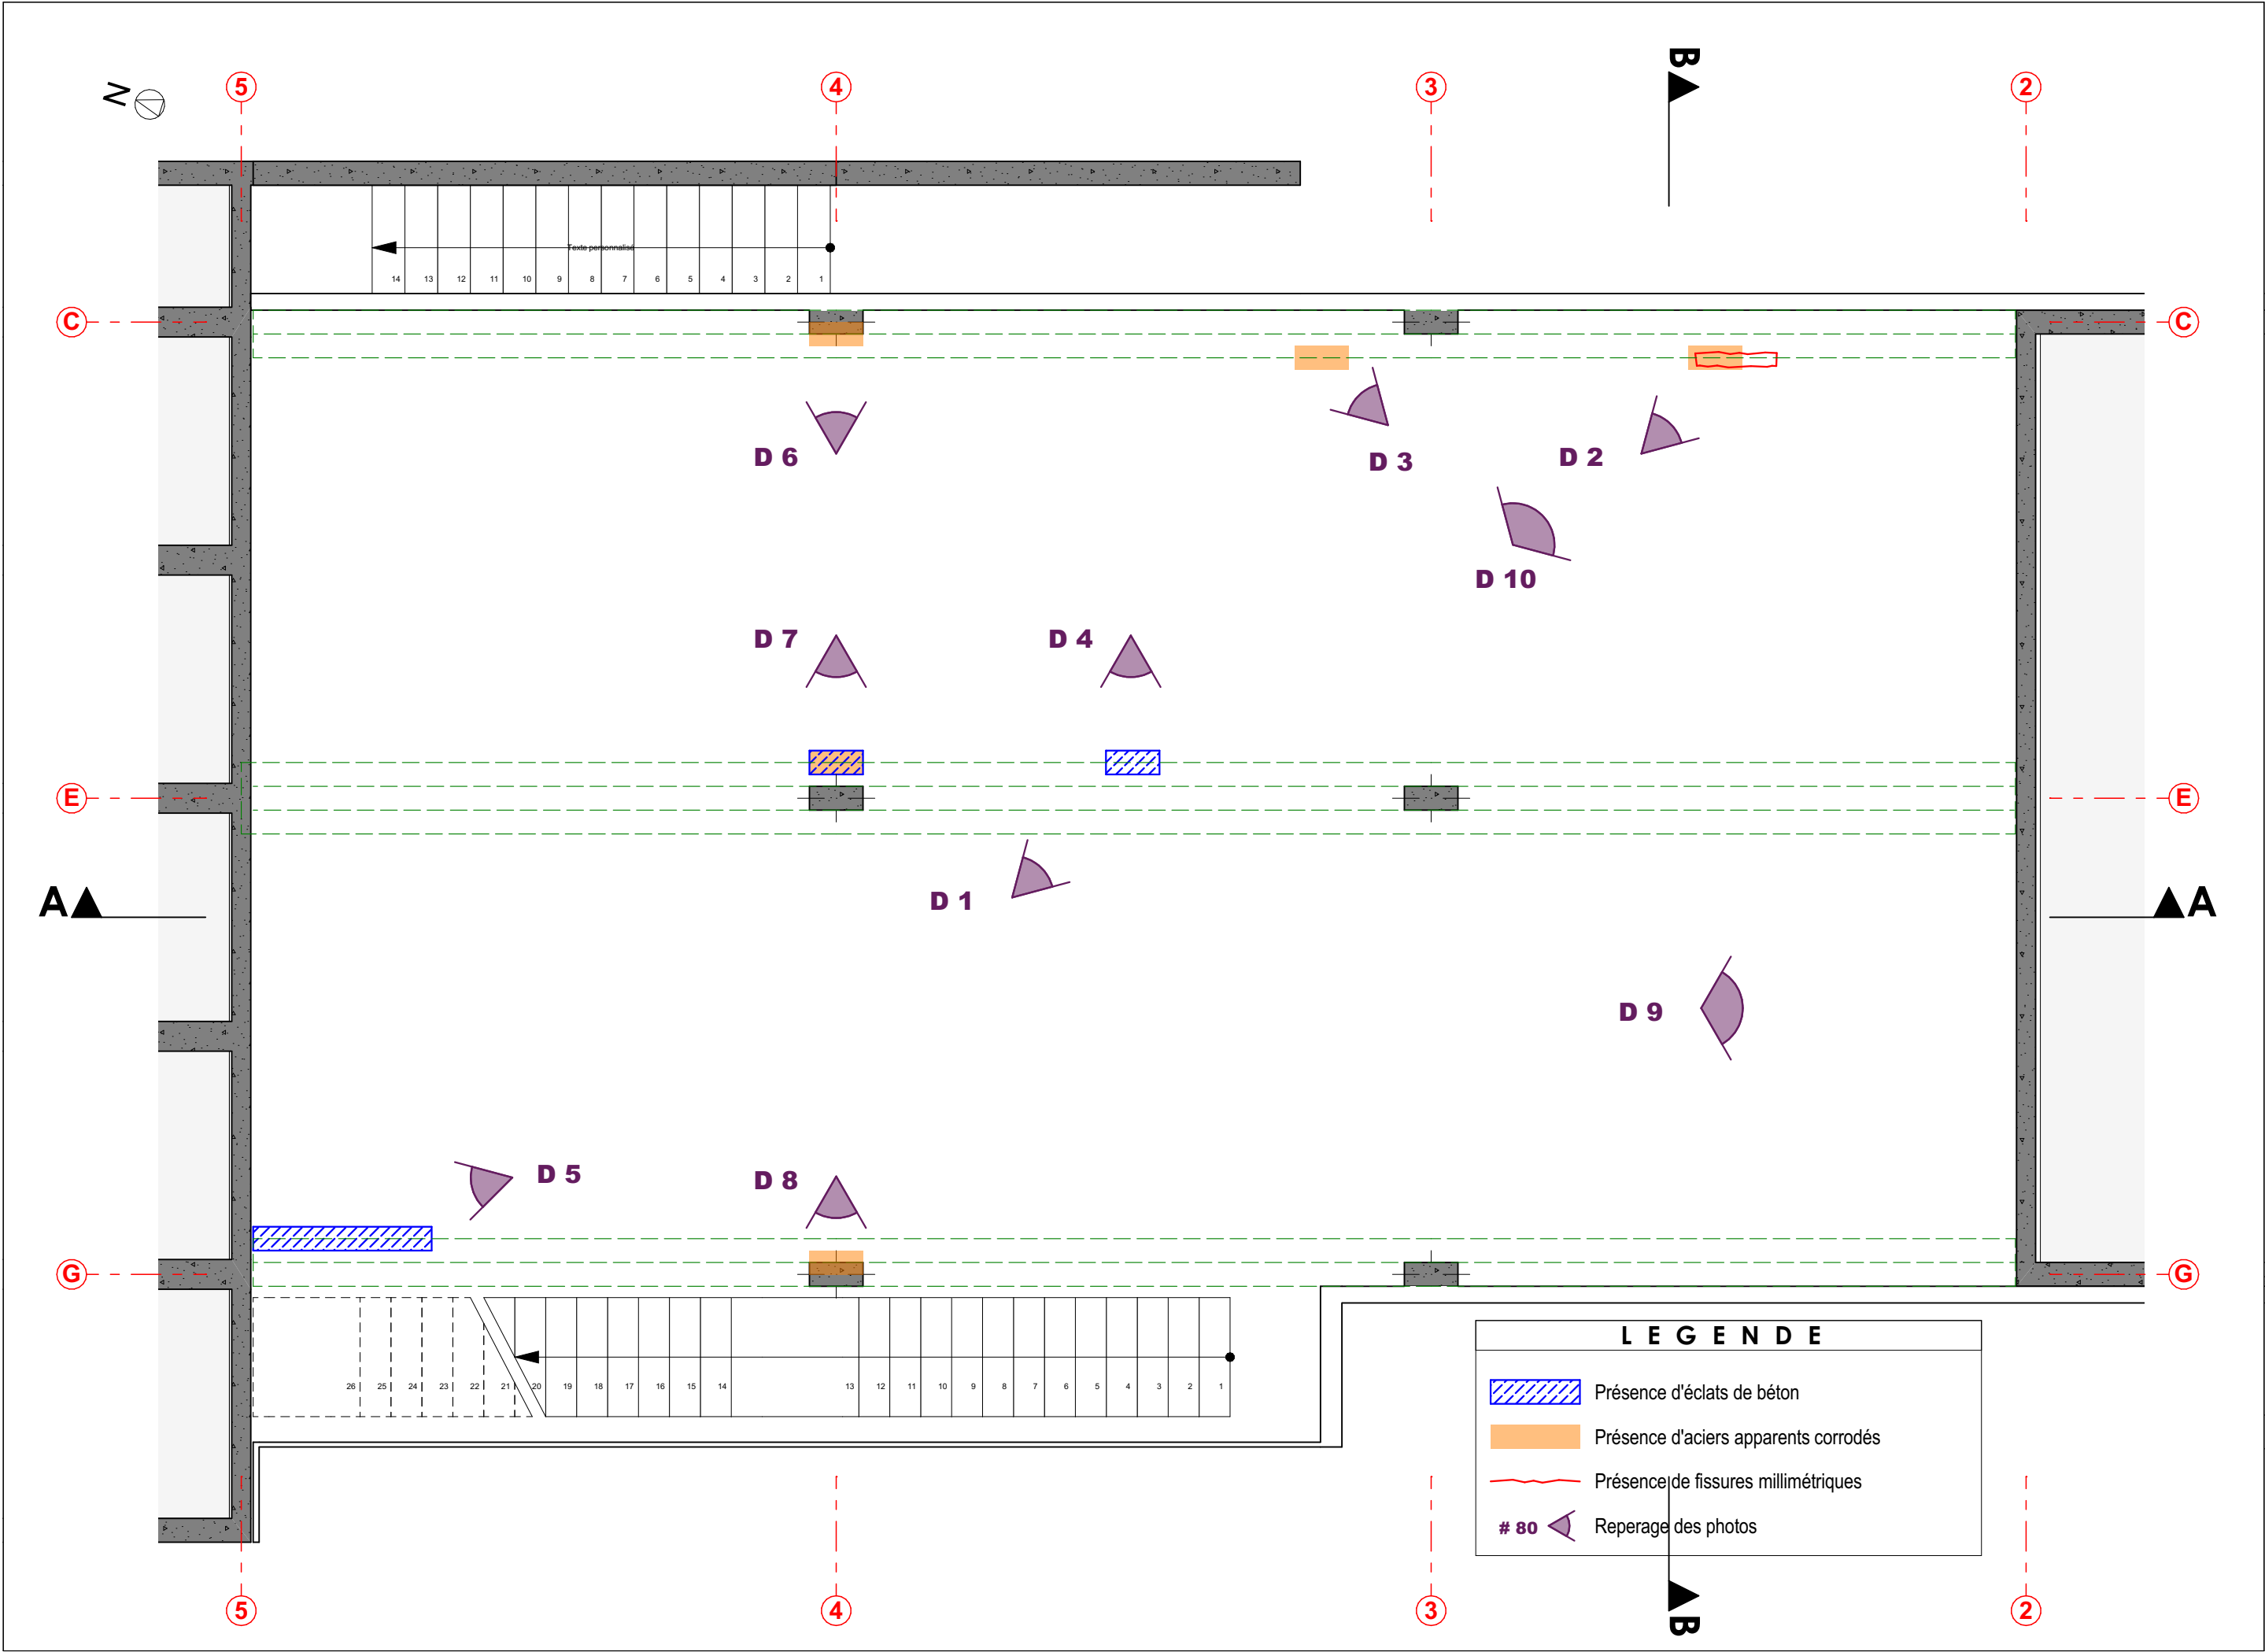 B
N
5
4
3
2
Texte personnalisé
14 13 12 11 10 9 8 7 6 5 4 3 2 1
C
C
D 6
D 3
D 2
D 10
D 7
D 4
E
E
D 1
A
A
D 9
D 5
D 8
G
G
26 25 24 23 22 21 20 19 18 17 16 15 14 13 12 11 10 9 8 7 6 5 4 3 2 1
LEGENDE
Présence d'éclats de béton
Présence d'aciers apparents corrodés
Présence de fissures millimétriques
# 80 Reperage des photos
5
4
3
2
B